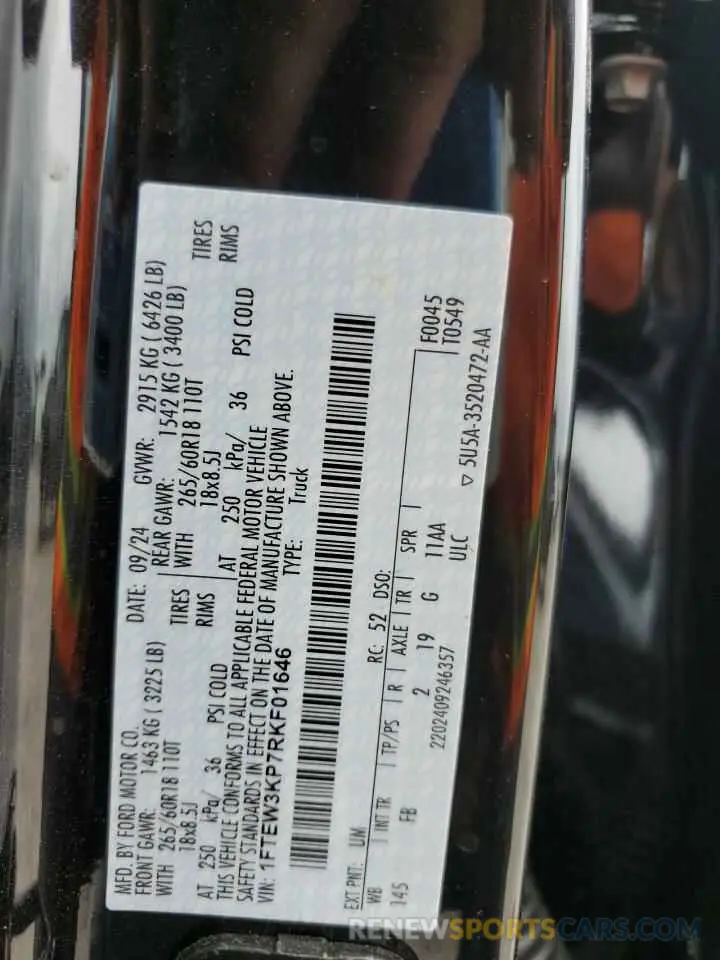 MFD. BY FORD MOTOR CO. DATE: 09/24 GVWR: 2915 KG ( 6426 LB)
FRONT GAWR: 1463 KG ( 3225 LB) REAR GAWR: 1542 KG ( 3400 LB)
WITH 265/60R18 110T TIRES WITH 265/60R18 110T TIRES
18x8.5J RIMS 18x8.5J RIMS
AT 250 kPa/ 36 PSI COLD AT 250 kPa/ 36 PSI COLD
THIS VEHICLE CONFORMS TO ALL APPLICABLE FEDERAL MOTOR VEHICLE
SAFETY STANDARDS IN EFFECT ON THE DATE OF MANUFACTURE SHOWN ABOVE.
VIN: 1FTEW3KP7RKF01646 TYPE: Truck
EXT PNT: UM RC: 52 DSO:
WB INT TR TP/PS R AXLE TR SPR F0045
145 FB 2 19 G 11AA T0549
ULC
2202409246357 ▽ 5U5A-3520472-AA
RENEWSPORTSCARS.COM